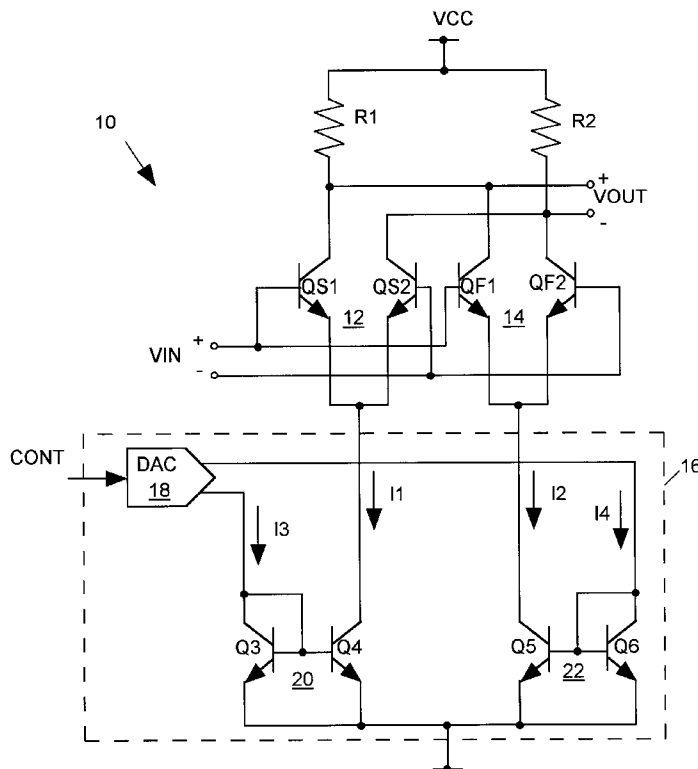 VCC
10
R1
R2
+
VOUT
-
QS1
QS2
QF1
QF2
12
14
VIN
+
-
CONT
DAC
18
16
I3
I1
I2
I4
Q3
Q4
Q5
Q6
20
22